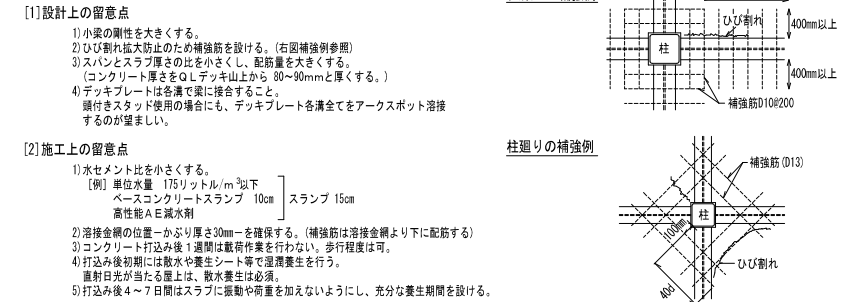 [1]設計上の留意点
1)小梁の剛性を大きくする。
2)ひび割れ拡大防止のため補強筋を設ける。(右図補強例参照)
3)スパンとスラブ厚さの比を小さくし、配筋量を大きくする。
(コンクリート厚さをQLデッキ山上から 80~90mmと厚くする。)
4)デッキプレートは各溝で梁に接合すること。
頭付きスタッド使用の場合にも、デッキプレート各溝全てをアークスポット溶接
するのが望ましい。
[2]施工上の留意点
1)水セメント比を小さくする。
[例] 単位水量 175リットル/m³以下
ベースコンクリートスランプ 10cm
スランプ 15cm
高性能AE減水剤
2)溶接金網の位置-かぶり厚さ30mm-を確保する。(補強筋は溶接金網より下に配筋する)
3)コンクリート打込み後1週間は載荷作業を行わない。歩行程度は可。
4)打込み後初期には散水や養生シート等で湿潤養生を行う。
直射日光が当たる屋上は、散水養生は必須。
5)打込み後4~7日間はスラブに振動や荷重を加えないようにし、充分な養生期間を設ける。
ひび割れ
400mm以上
柱
400mm以上
補強筋D10@200
柱廻りの補強例
補強筋(D13)
柱
100mm
ひび割れ
40d